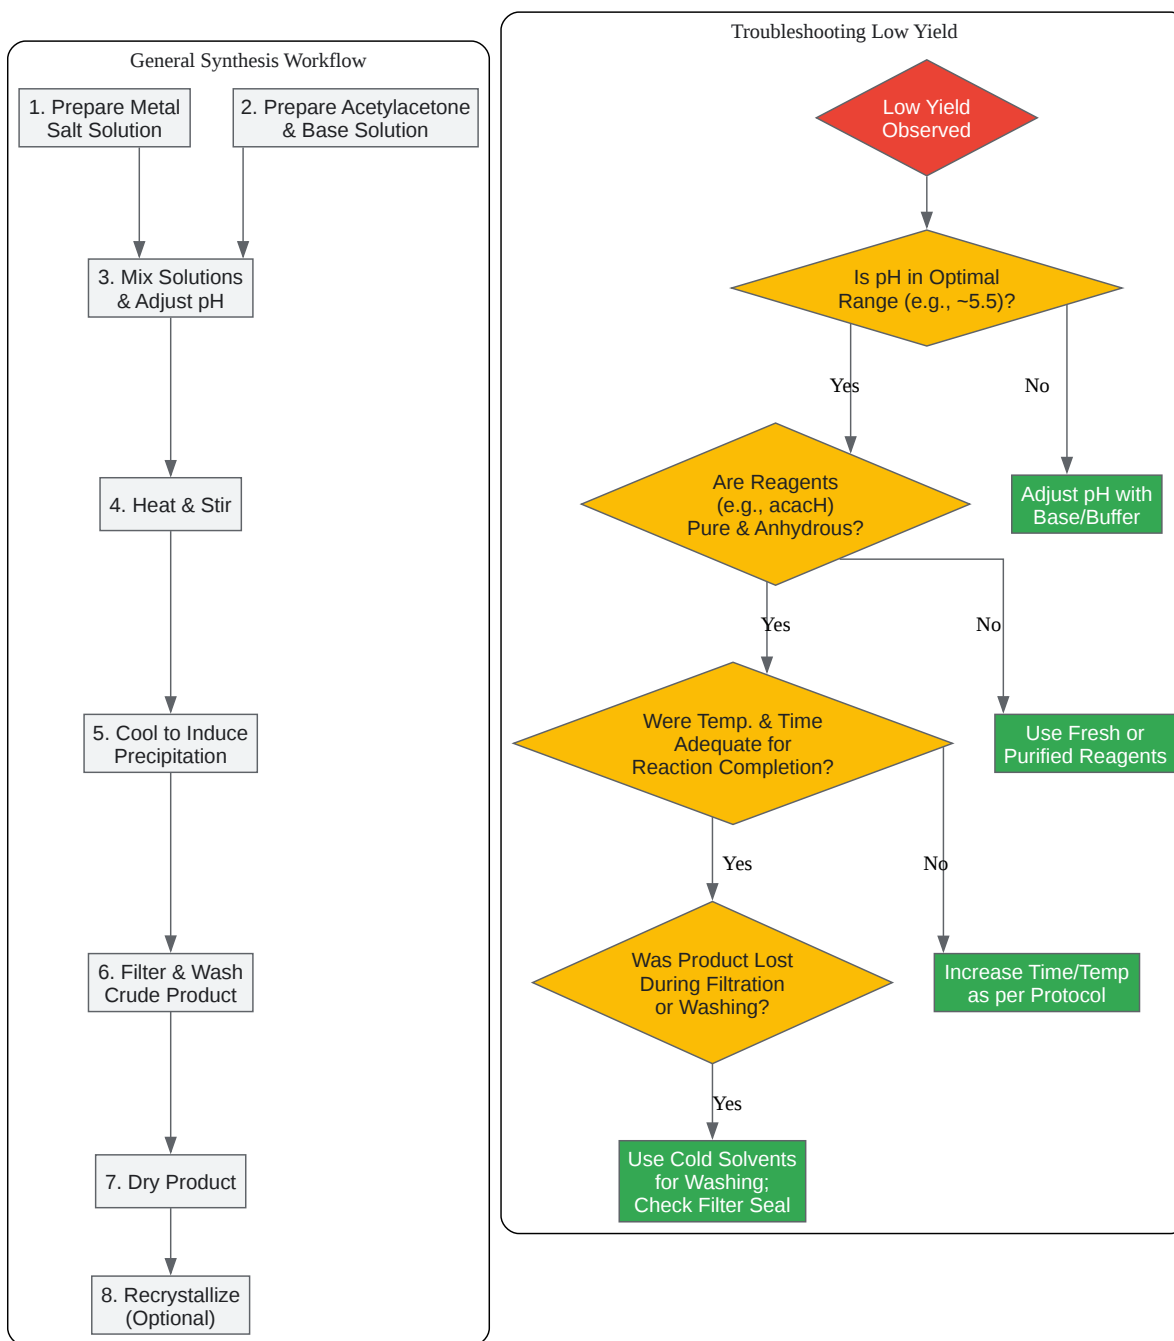 General Synthesis Workflow
1. Prepare Metal
Salt Solution
2. Prepare Acetylacetone
& Base Solution
3. Mix Solutions
& Adjust pH
4. Heat & Stir
5. Cool to Induce
Precipitation
6. Filter & Wash
Crude Product
7. Dry Product
8. Recrystallize
(Optional)
Troubleshooting Low Yield
Low Yield
Observed
Is pH in Optimal
Range (e.g., ~5.5)?
Yes
No
Are Reagents
(e.g., acacH)
Pure & Anhydrous?
Adjust pH with
Base/Buffer
Yes
No
Were Temp. & Time
Adequate for
Reaction Completion?
Use Fresh or
Purified Reagents
Yes
No
Was Product Lost
During Filtration
or Washing?
Increase Time/Temp
as per Protocol
Yes
Use Cold Solvents
for Washing;
Check Filter Seal